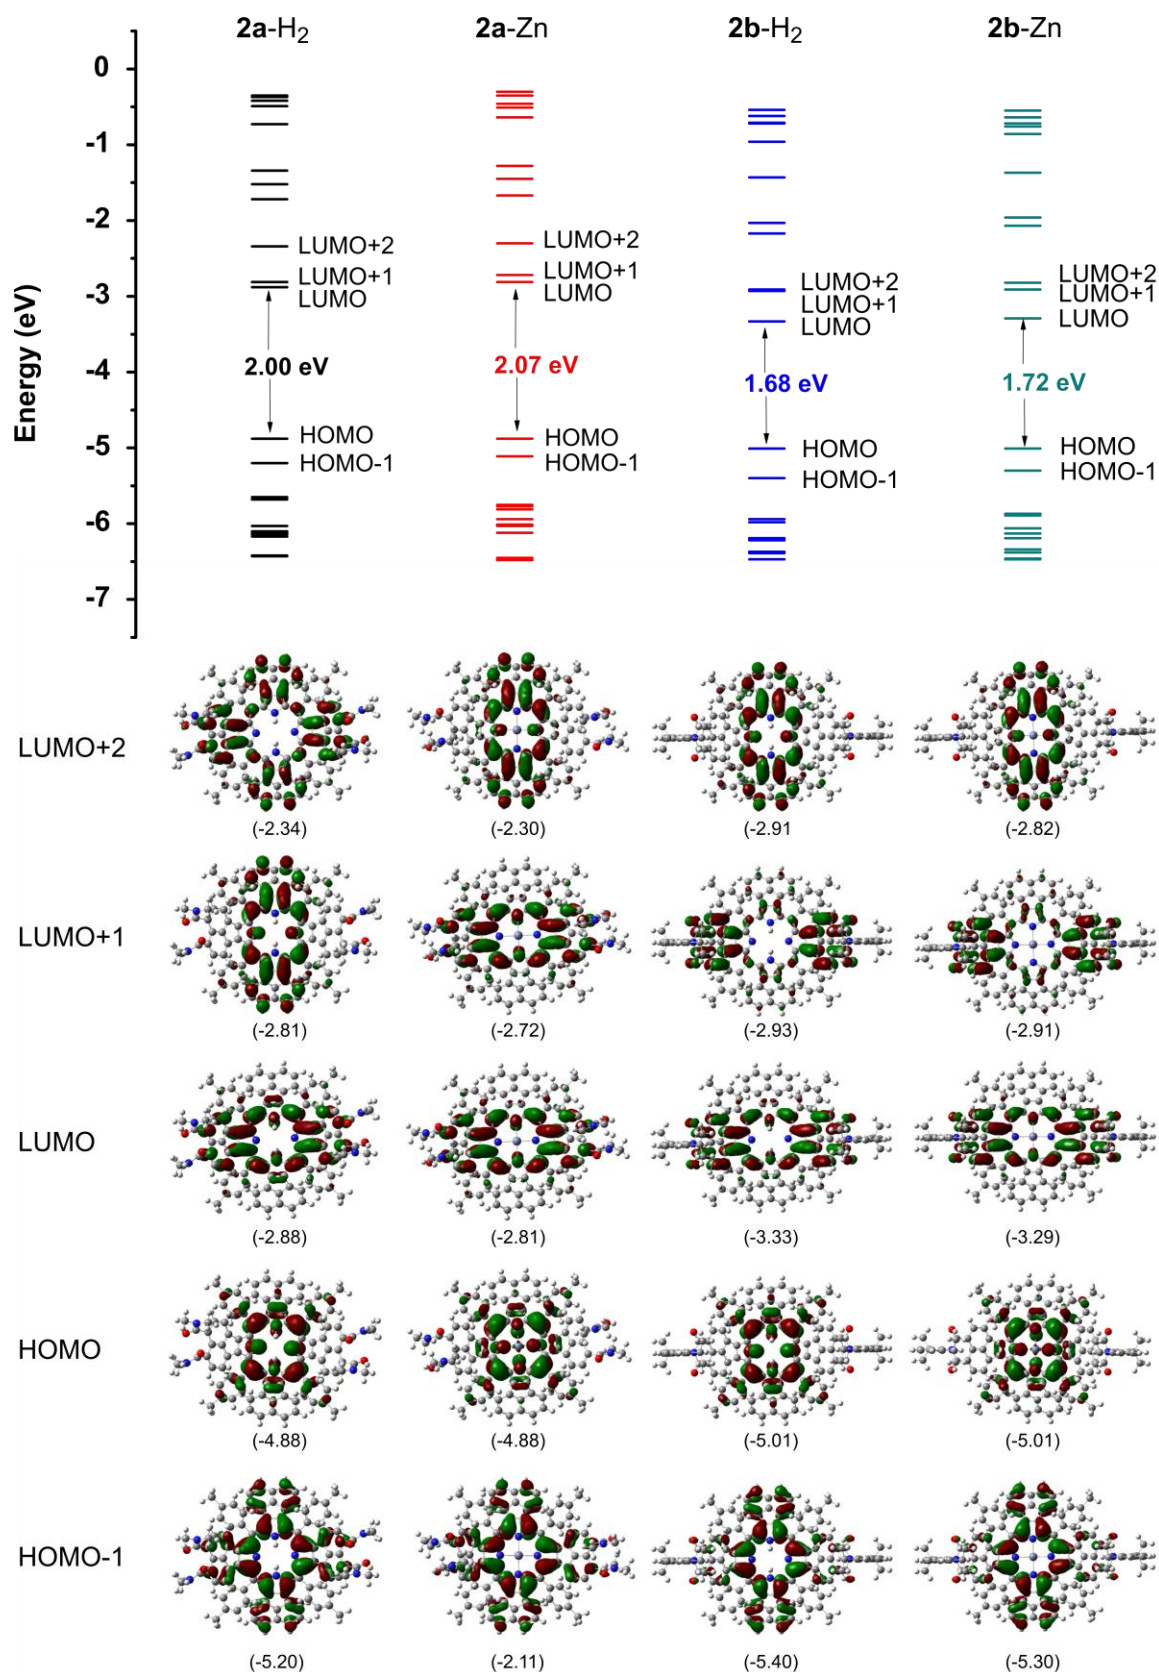 2a-H2 2a-Zn 2b-H2 2b-Zn
0
-1
-2
-3
-4
-5
-6
-7
Energy (eV)
LUMO+2
LUMO+1
LUMO
2.00 eV
HOMO
HOMO-1
LUMO+2
LUMO+1
LUMO
2.07 eV
HOMO
HOMO-1
LUMO+2
LUMO+1
LUMO
1.68 eV
HOMO
HOMO-1
LUMO+2
LUMO+1
LUMO
1.72 eV
HOMO
HOMO-1
LUMO+2
(-2.34) (-2.30) (-2.91 (-2.82)
LUMO+1
(-2.81) (-2.72) (-2.93) (-2.91)
LUMO
(-2.88) (-2.81) (-3.33) (-3.29)
HOMO
(-4.88) (-4.88) (-5.01) (-5.01)
HOMO-1
(-5.20) (-2.11) (-5.40) (-5.30)